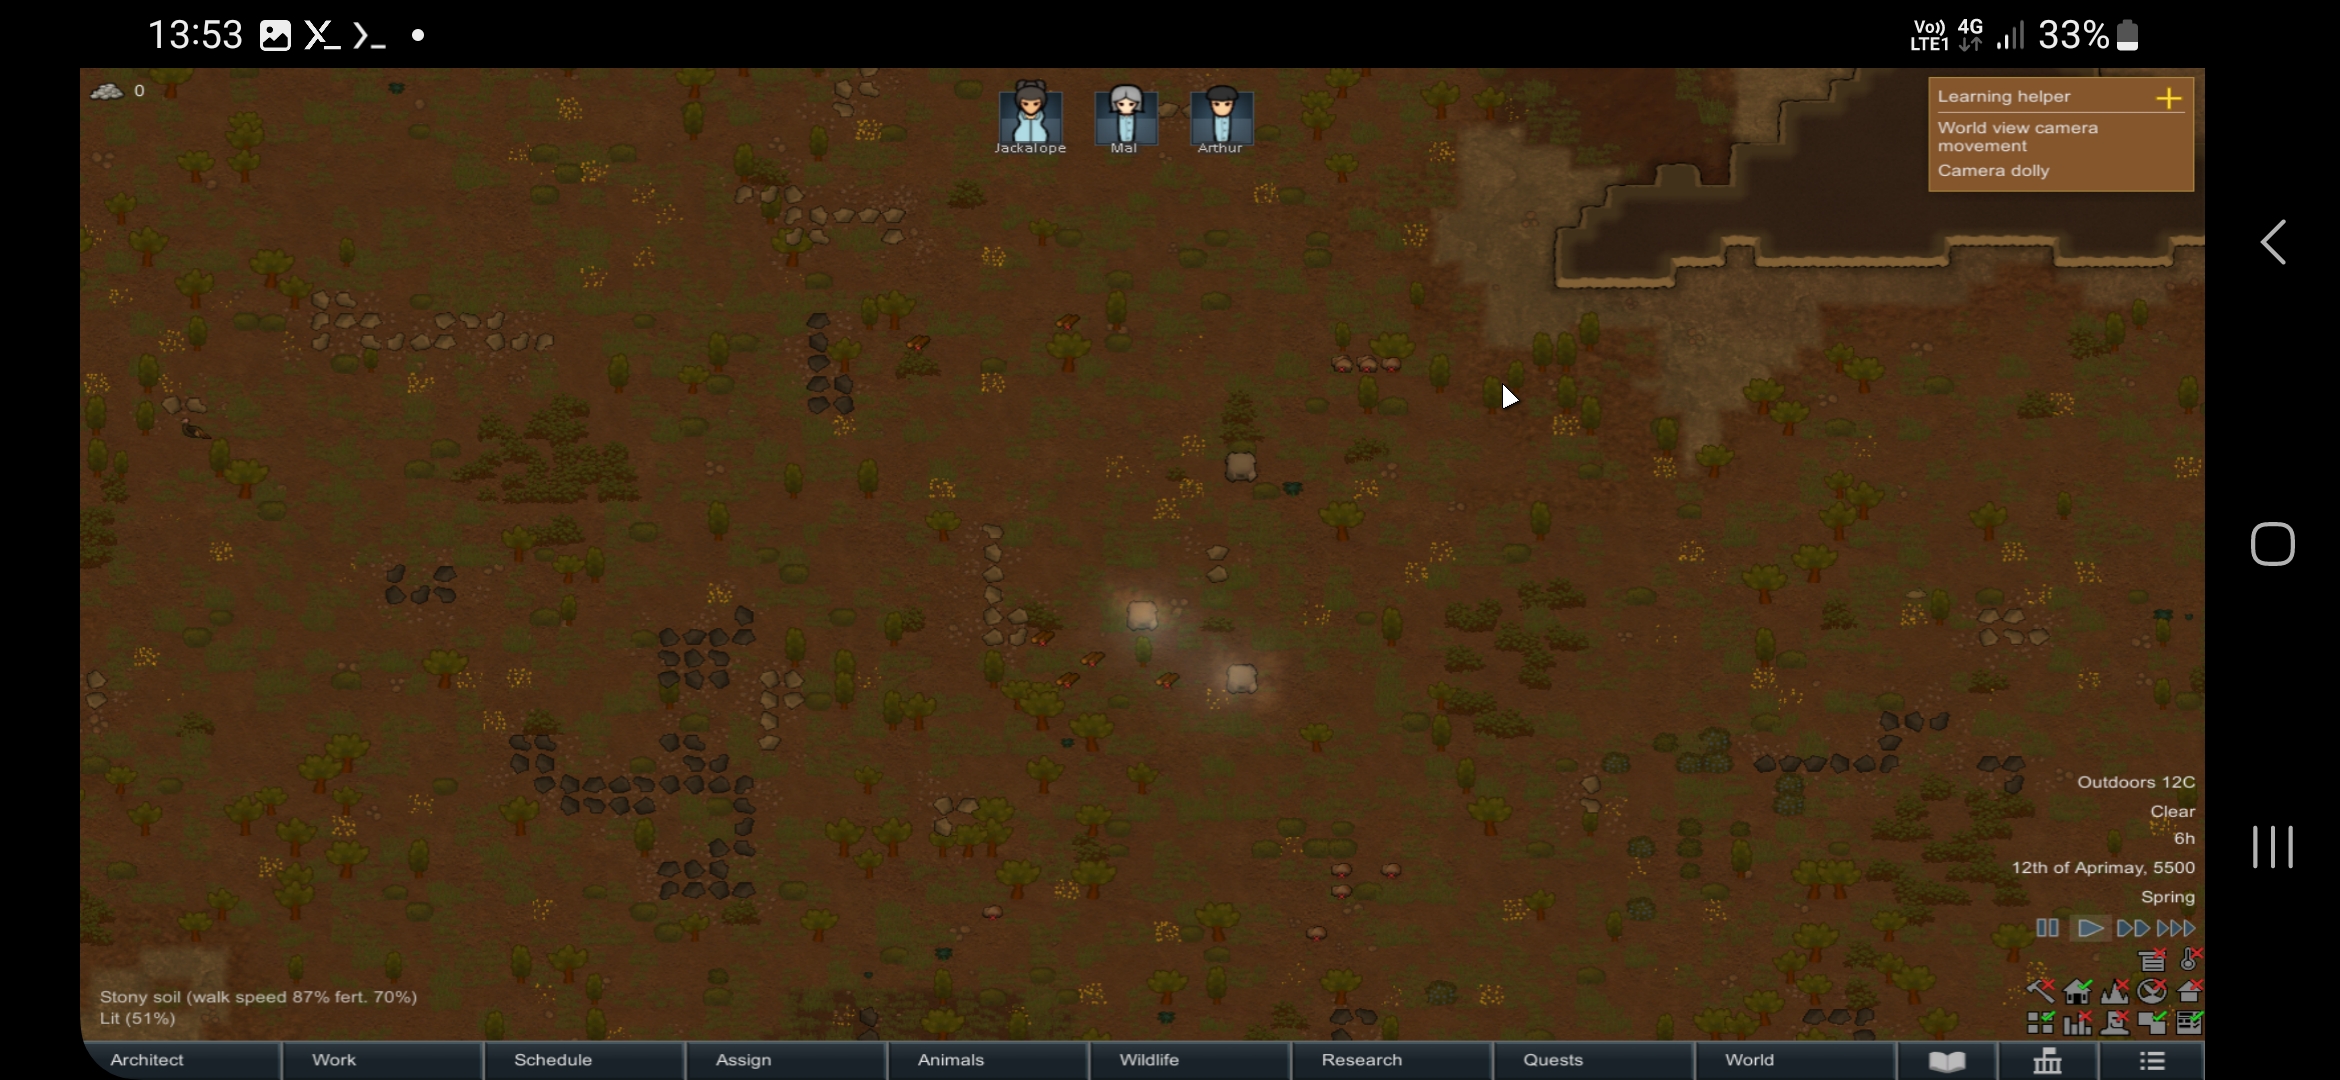 13:53
Vo)) LTE1 4G 33%
0
Jackalope Mal Arthur
Learning helper
World view camera
movement
Camera dolly
Outdoors 12C
Clear
6h
12th of Aprimay, 5500
Spring
Stony soil (walk speed 87% fert. 70%)
Lit (51%)
Architect Work Schedule Assign Animals Wildlife Research Quests World